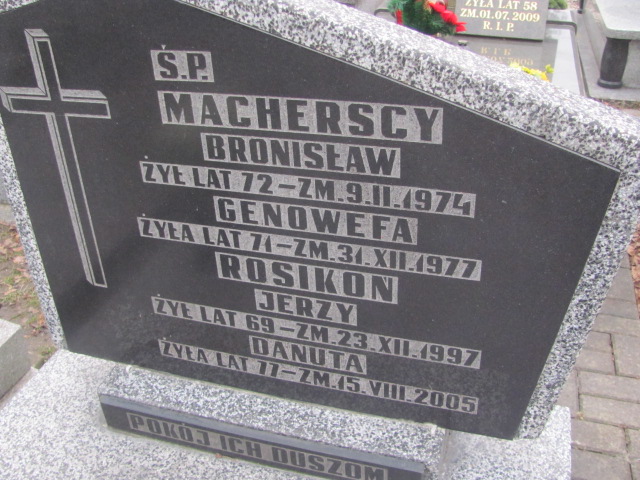 Ś.P.
MACHERSCY
BRONISŁAW
ŻYŁ LAT 72 – ZM. 9.II.1974
GENOWEFA
ŻYŁA LAT 71 – ZM. 31.XII.1977
ROSIKON
JERZY
ŻYŁ LAT 69 – ZM. 23.XII.1997
DANUTA
ŻYŁA LAT 77 – ZM. 15.VIII.2005
POKÓJ ICH DUSZOM
ŻYŁA LAT 58
ZM.01.07.2009
R.I.P.